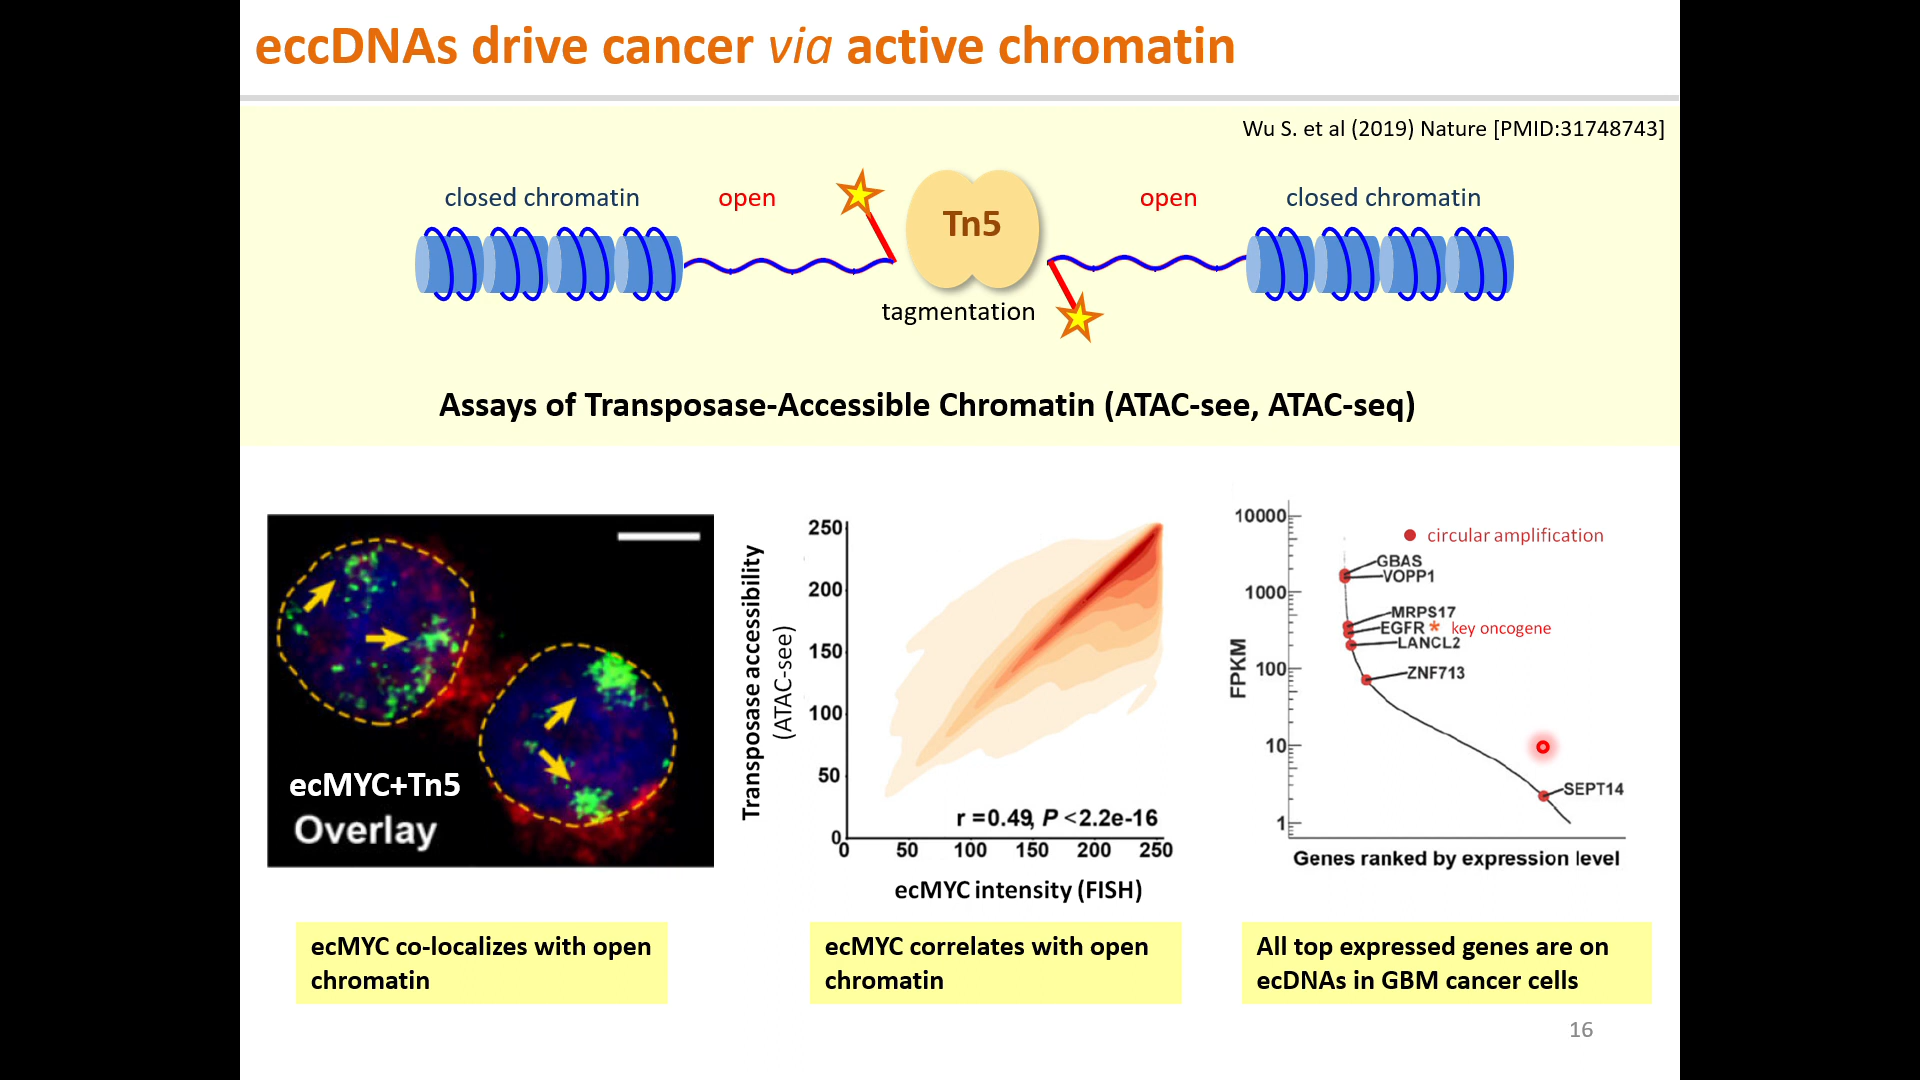 eccDNAs drive cancer via active chromatin
Wu S. et al (2019) Nature [PMID:31748743]
closed chromatin
open
Tn5
open
closed chromatin
tagmentation
Assays of Transposase-Accessible Chromatin (ATAC-see, ATAC-seq)
ecMYC+Tn5
Overlay
Transposase accessibility
(ATAC-see)
250
200
150
100
50
0
r =0.49, P <2.2e-16
0 50 100 150 200 250
ecMYC intensity (FISH)
FPKM
10000
1000
100
10
1
circular amplification
GBAS
VOPP1
MRPS17
EGFR * key oncogene
LANCL2
ZNF713
SEPT14
Genes ranked by expression level
ecMYC co-localizes with open
chromatin
ecMYC correlates with open
chromatin
All top expressed genes are on
ecDNAs in GBM cancer cells
16